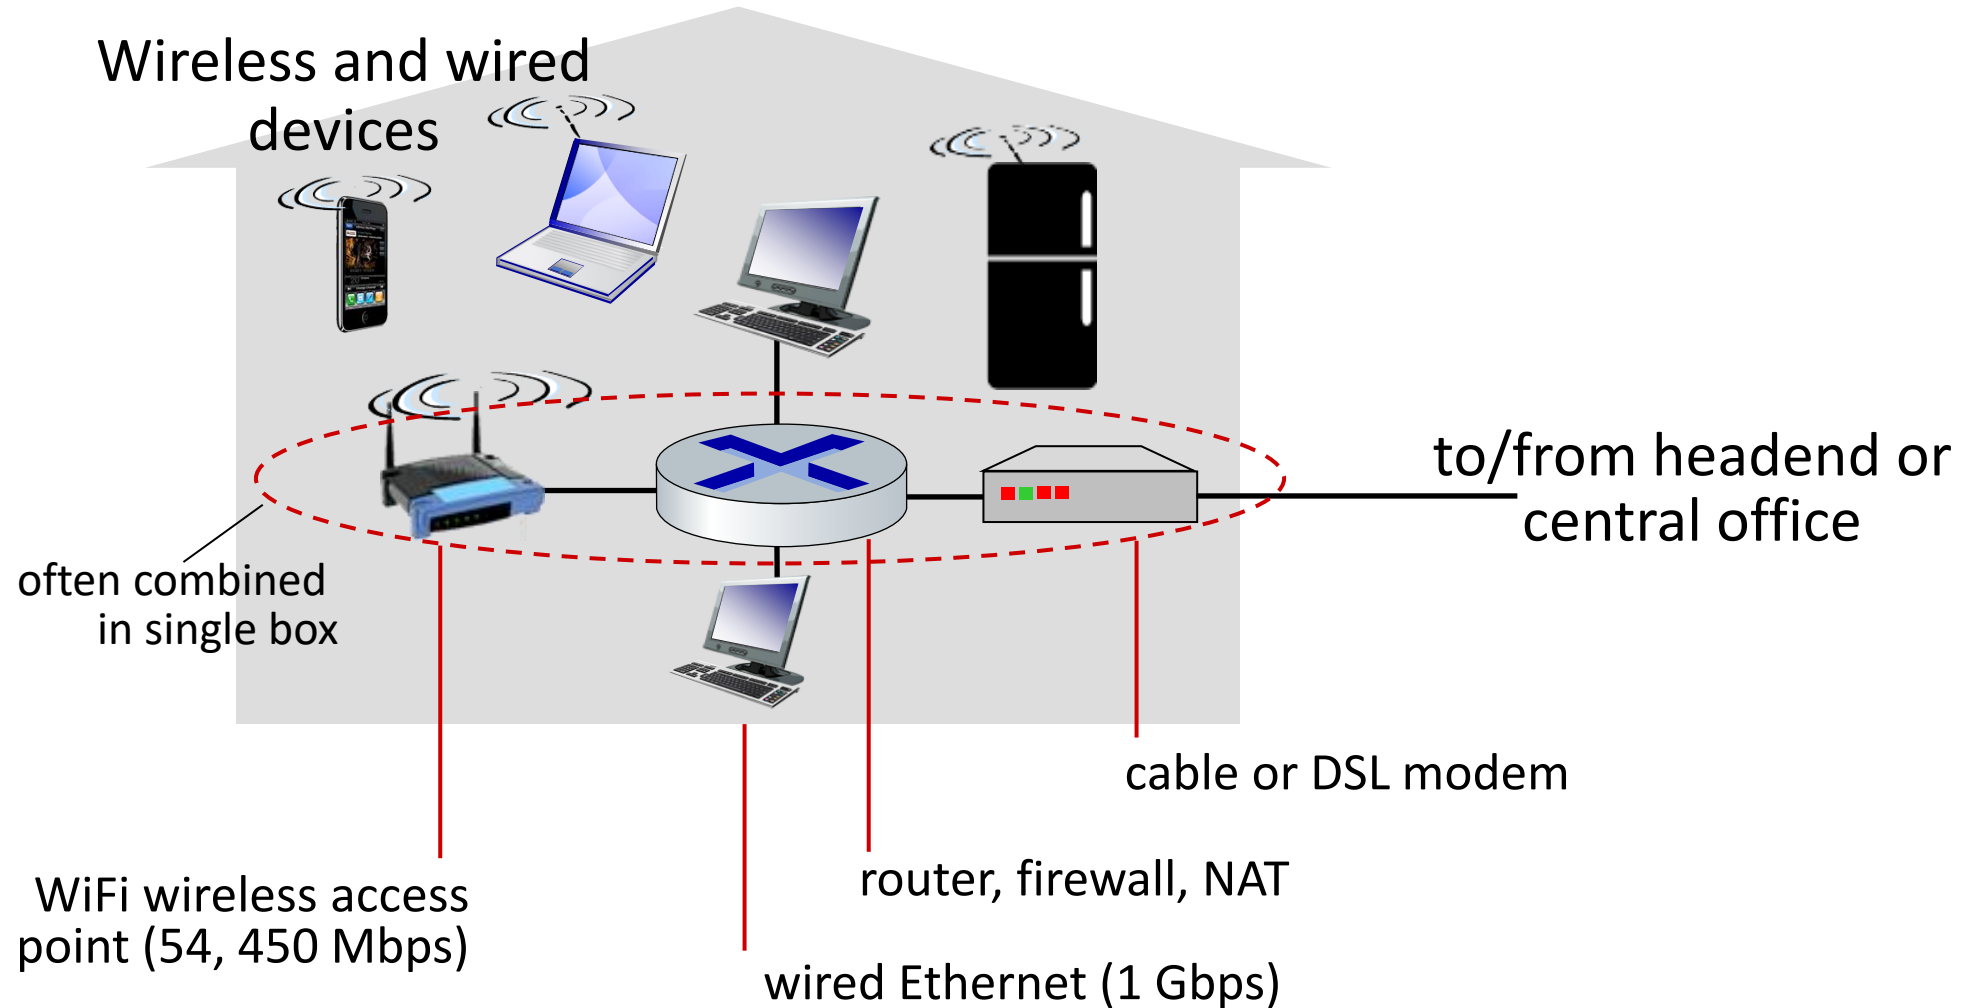 Wireless and wired
devices
to/from headend or
central office
often combined
in single box
cable or DSL modem
router, firewall, NAT
WiFi wireless access
point (54, 450 Mbps)
wired Ethernet (1 Gbps)